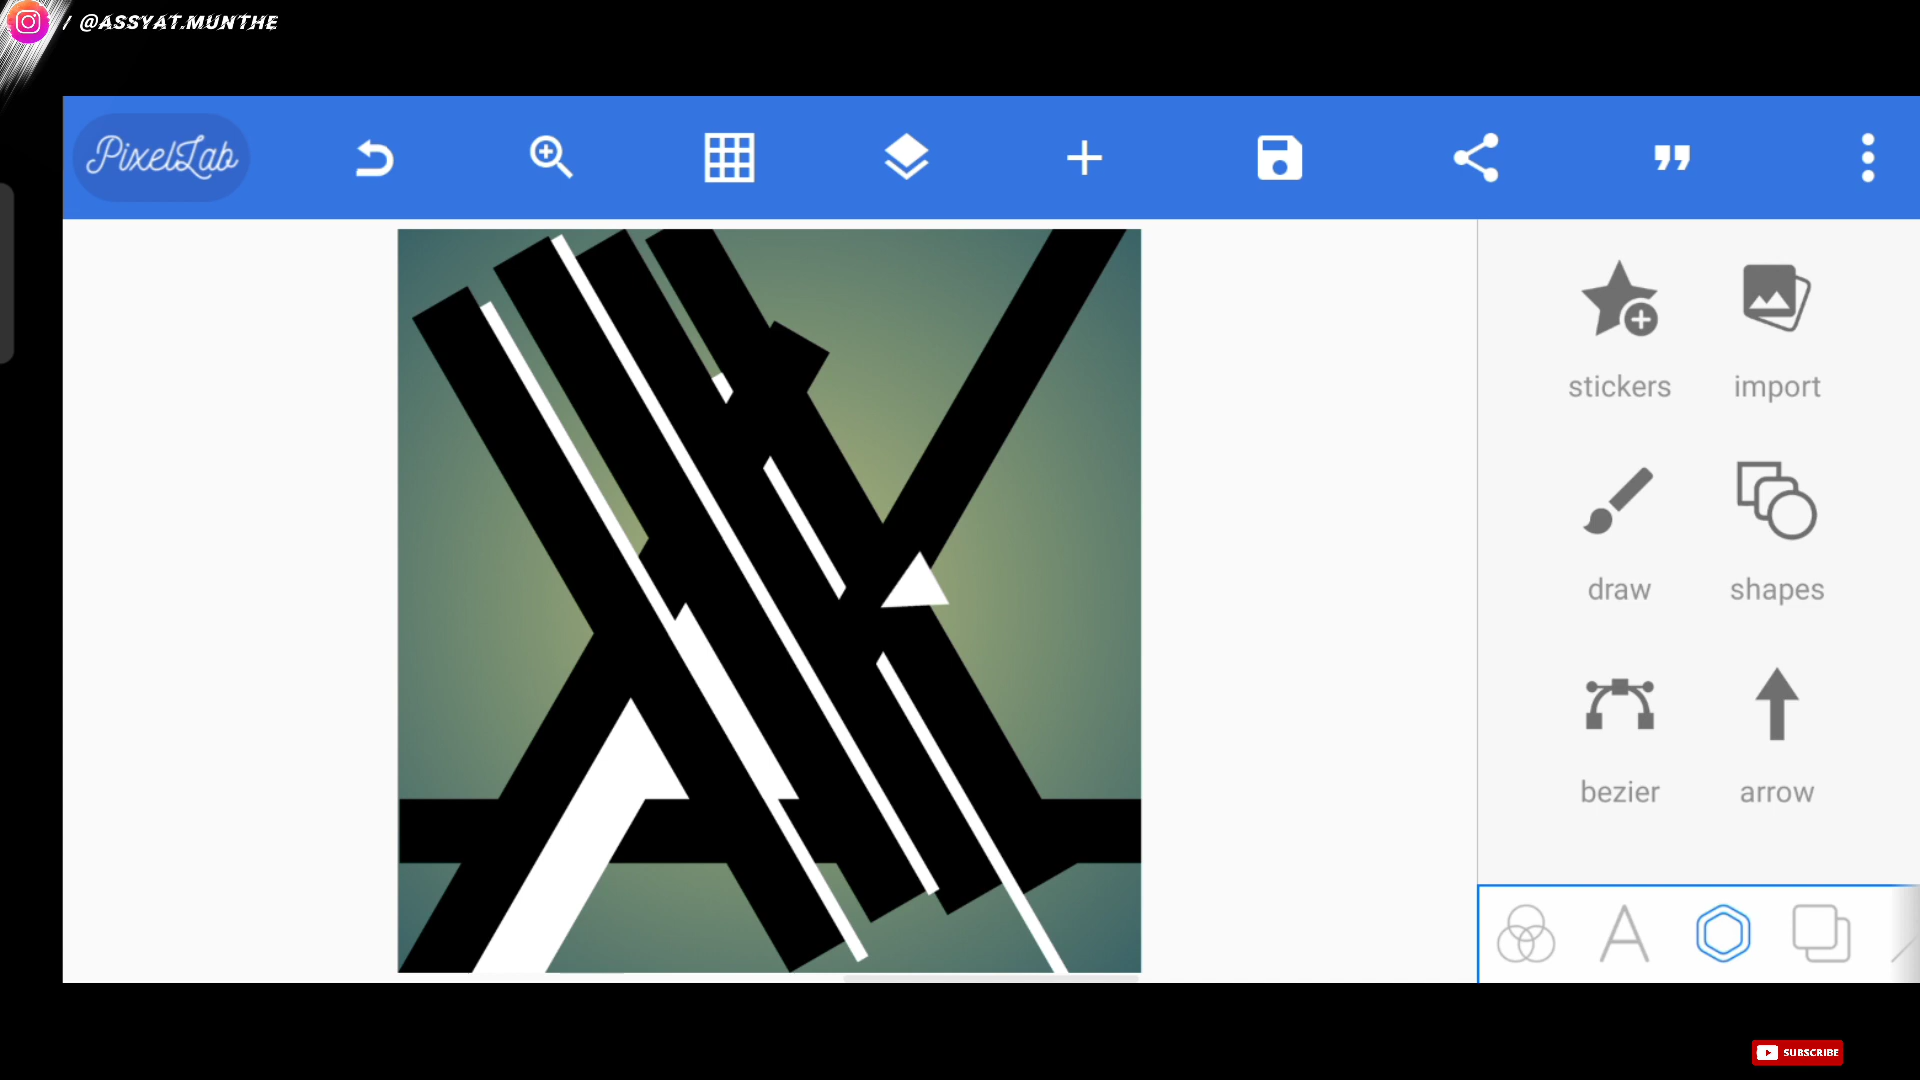 / @ASSYAT.MUNTHE
PixelLab
stickers
import
draw
shapes
bezier
arrow
SUBSCRIBE